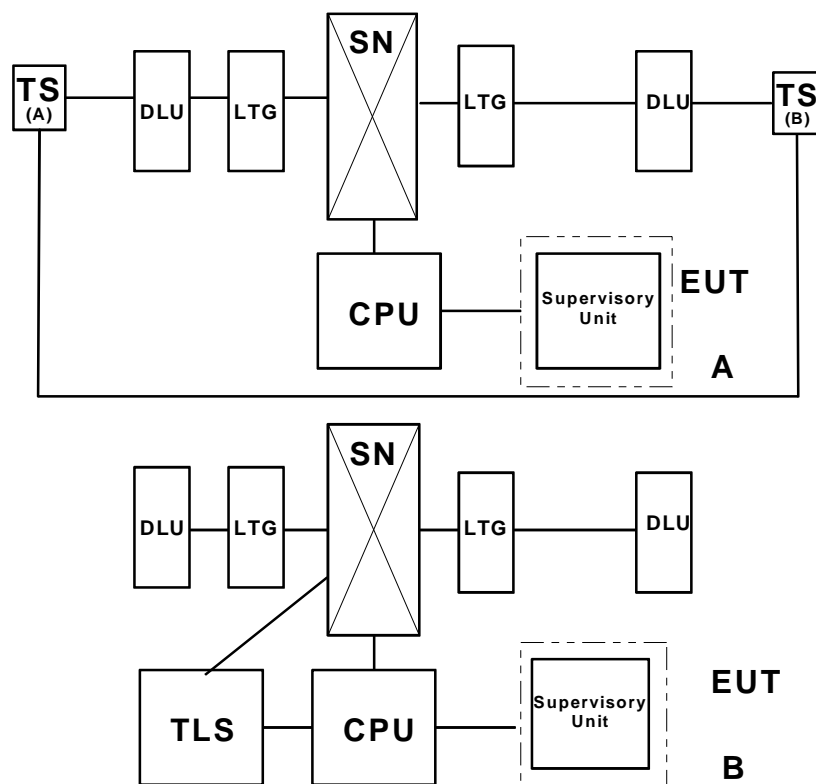 SN
TS
(A)
DLU
LTG
LTG
DLU
TS
(B)
CPU
Supervisory
Unit
EUT
A
SN
DLU
LTG
LTG
DLU
TLS
CPU
Supervisory
Unit
EUT
B